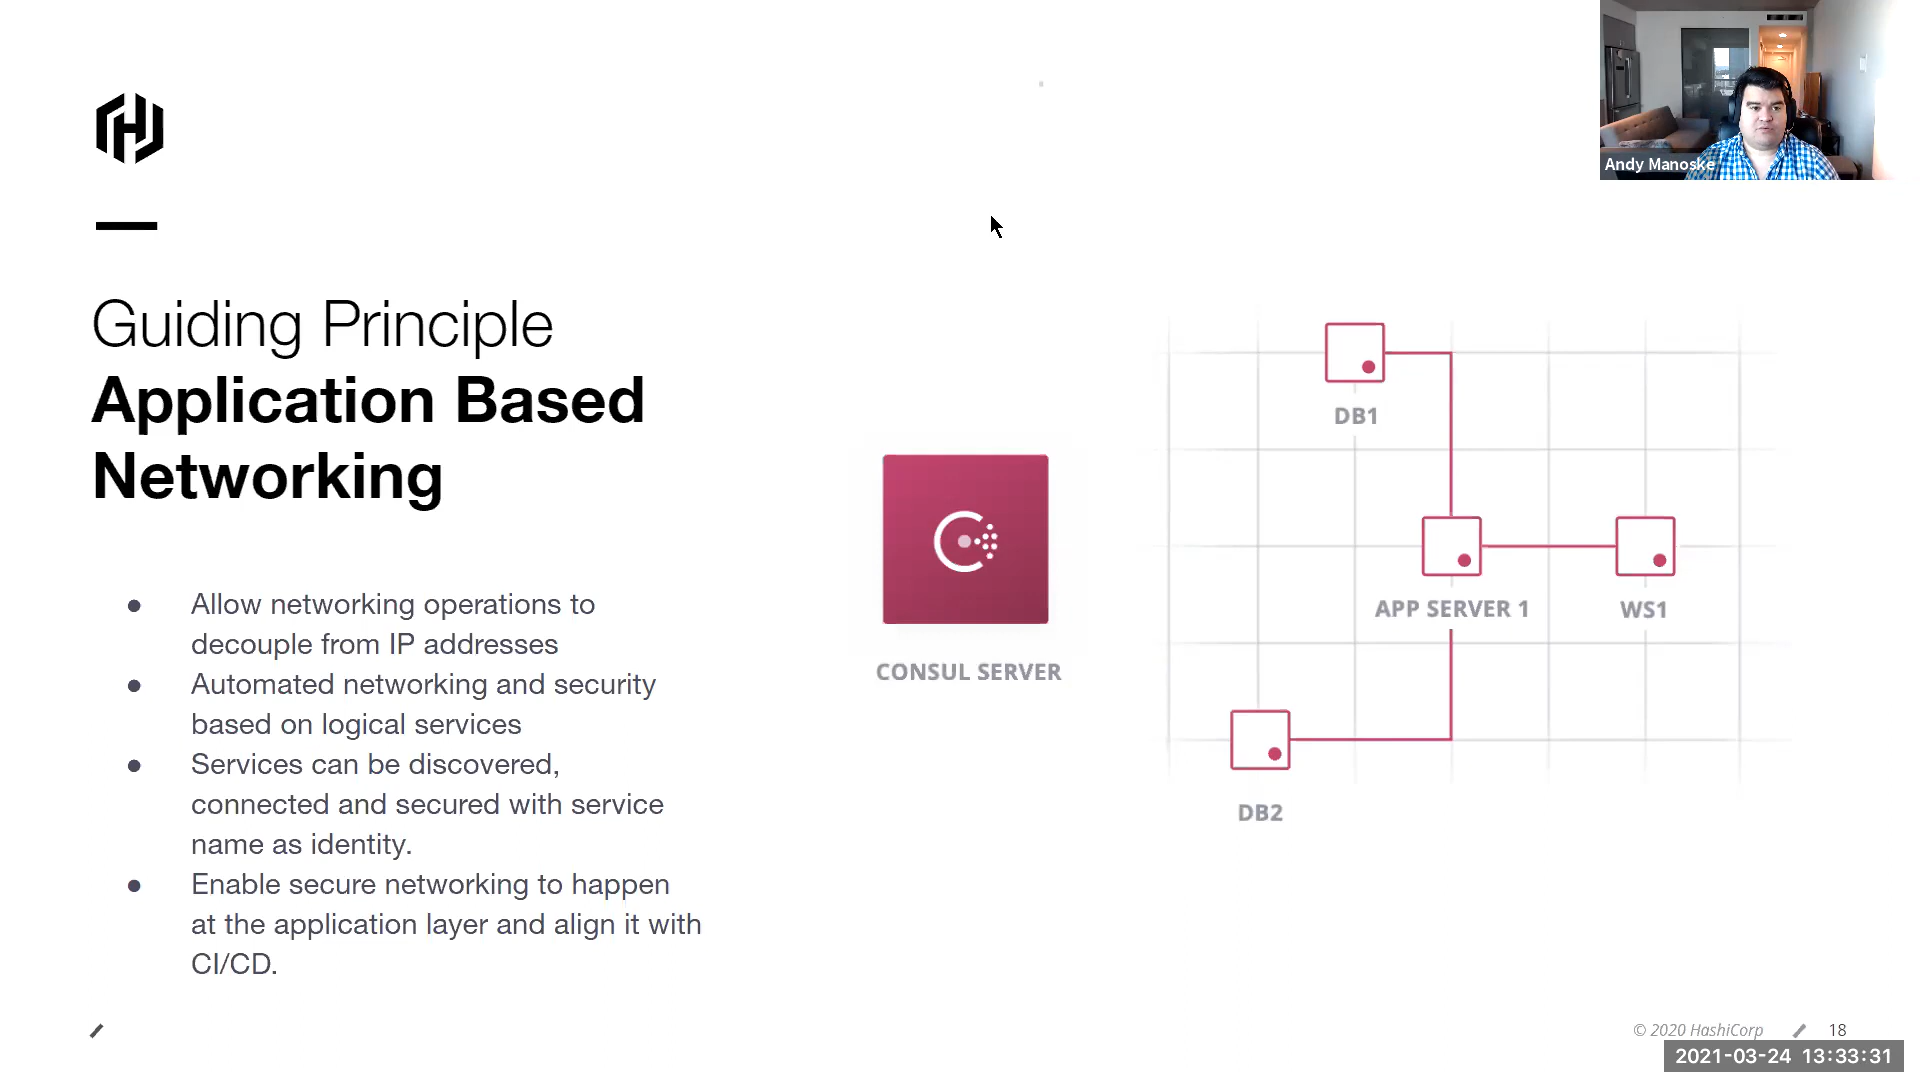 Andy Manoske
Guiding Principle
Application Based
Networking
● Allow networking operations to
decouple from IP addresses
● Automated networking and security
based on logical services
● Services can be discovered,
connected and secured with service
name as identity.
● Enable secure networking to happen
at the application layer and align it with
CI/CD.
CONSUL SERVER
DB1
APP SERVER 1
WS1
DB2
© 2020 HashiCorp
18
2021-03-24 13:33:31